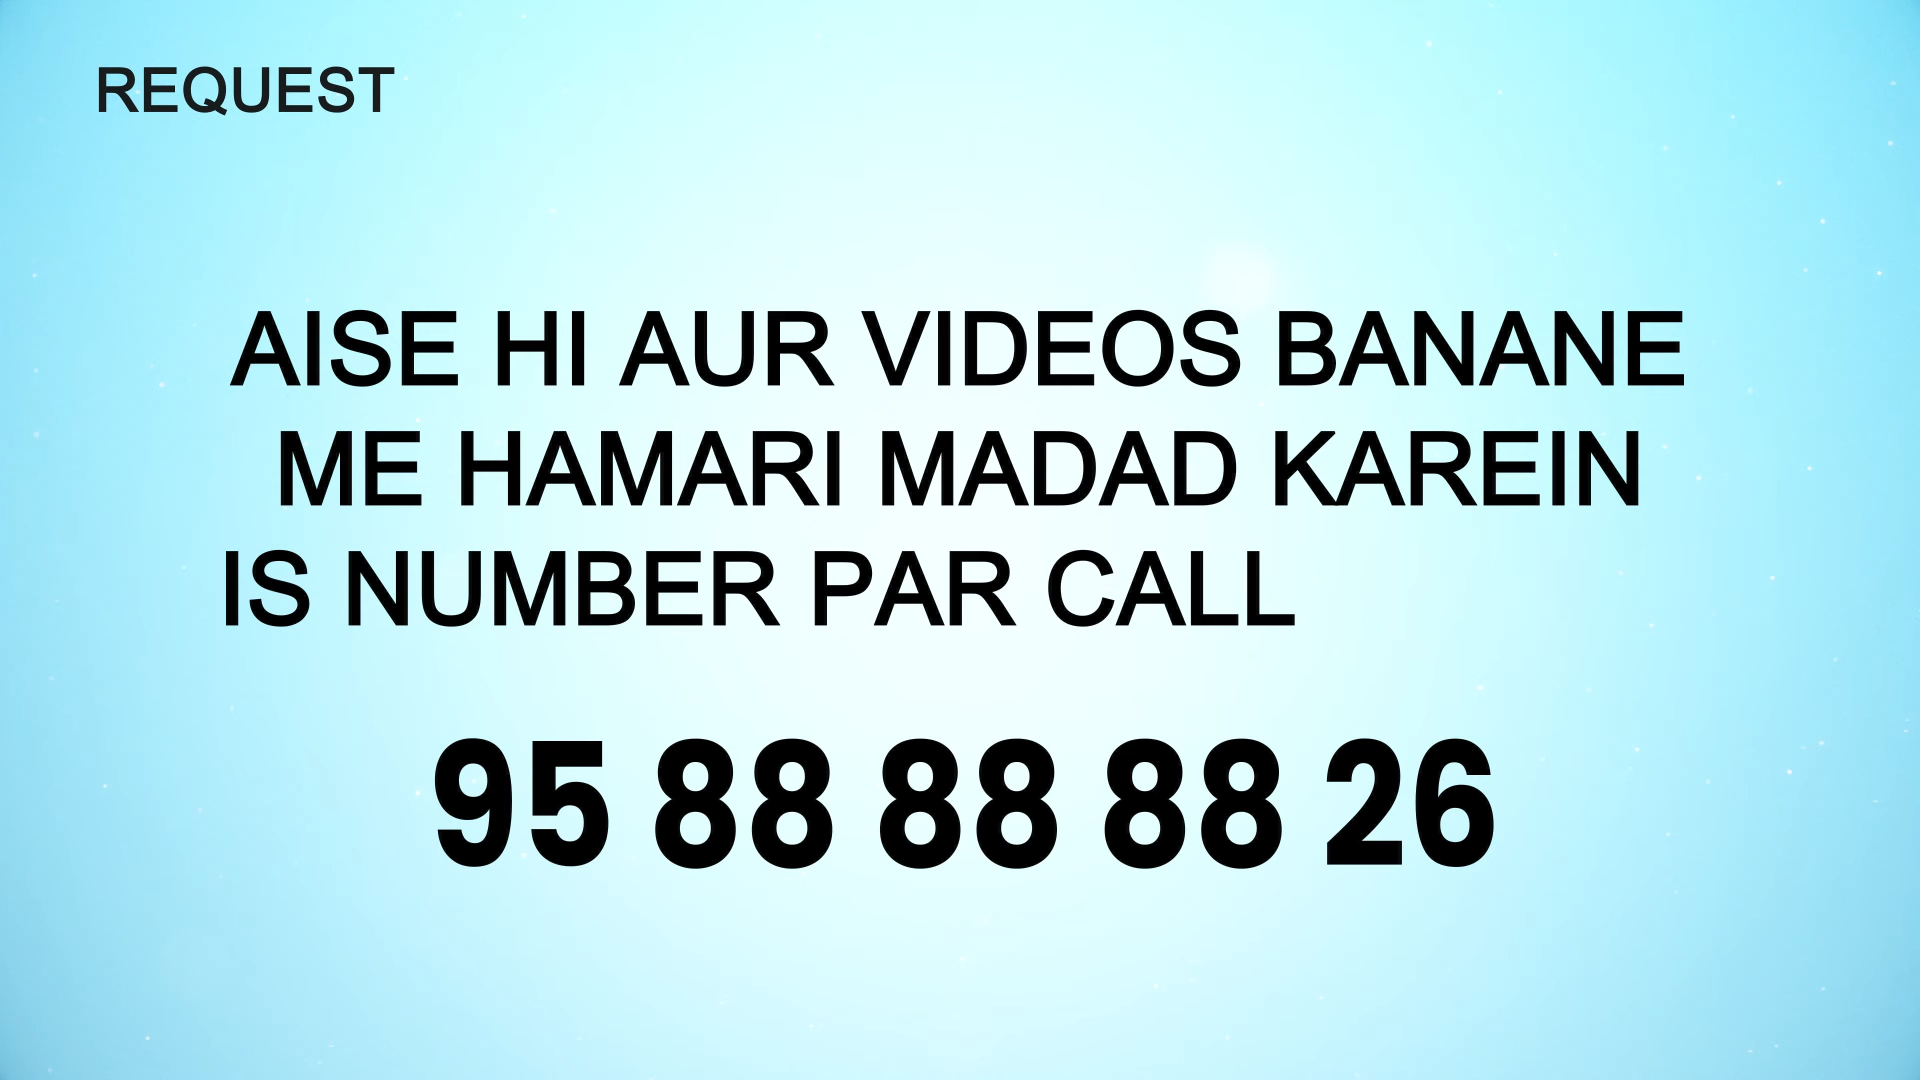 REQUEST
AISE HI AUR VIDEOS BANANE
ME HAMARI MADAD KAREIN
IS NUMBER PAR CALL
95 88 88 88 26